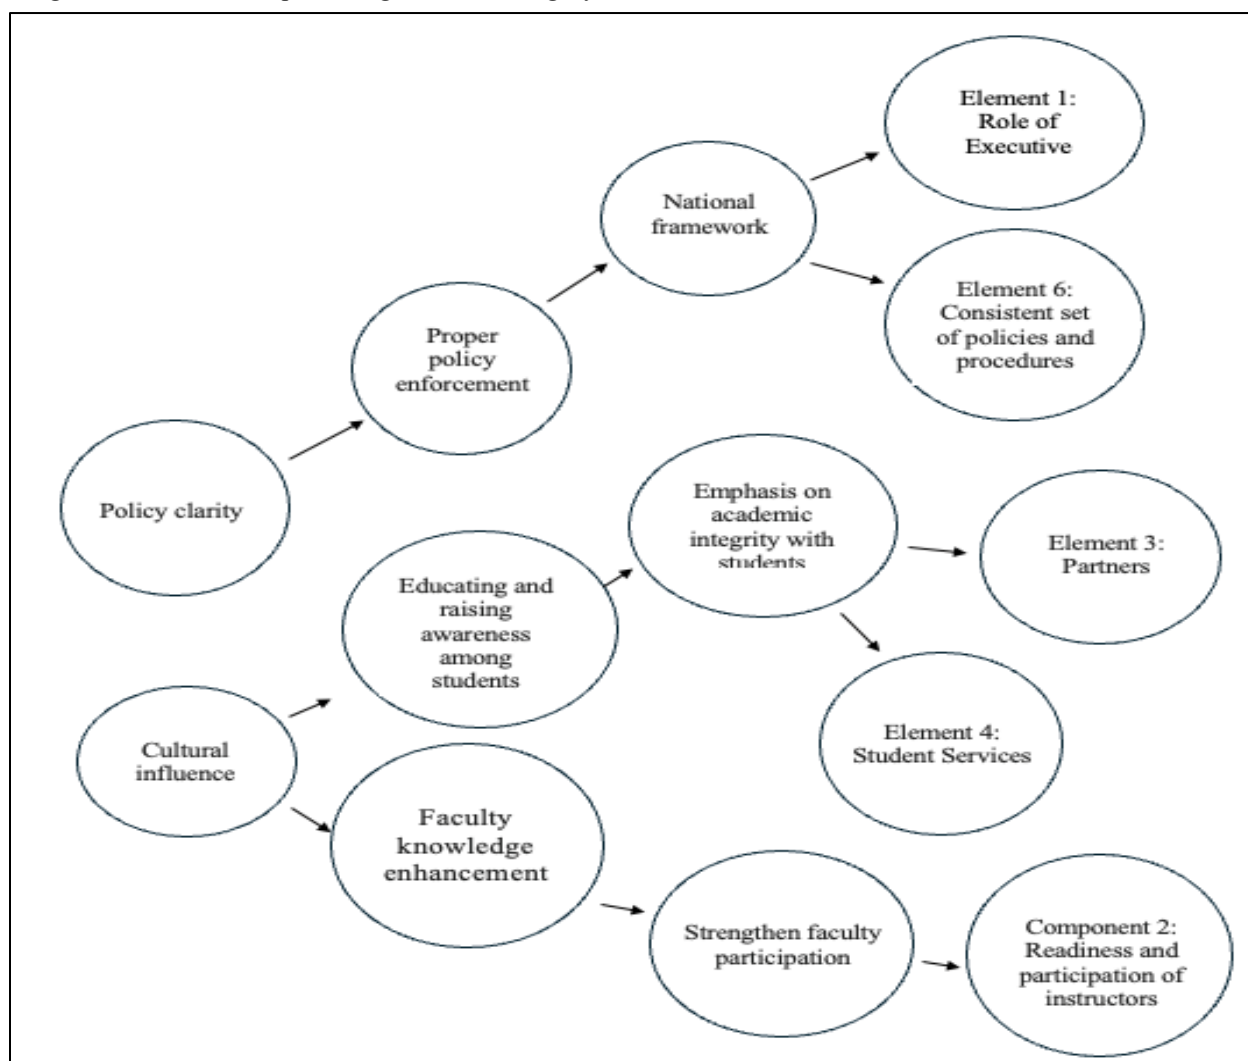 Element 1:
Role of
Executive
National
framework
Element 6:
Consistent set
of policies and
procedures
Proper
policy
enforcement
Policy clarity
Emphasis on
academic
integrity with
students
Element 3:
Partners
Educating and
raising
awareness
among
students
Element 4:
Student Services
Cultural
influence
Faculty
knowledge
enhancement
Strengthen faculty
participation
Component 2:
Readiness and
participation of
instructors